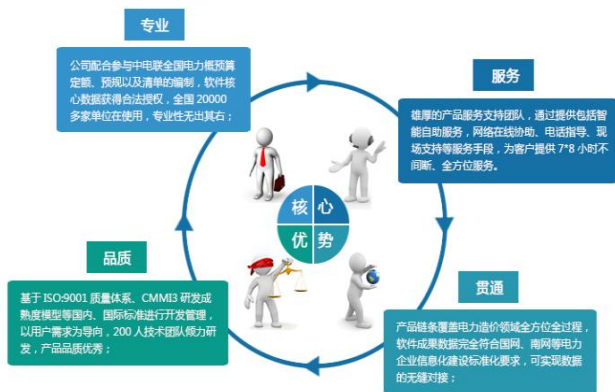 专业
公司配合参与中电联全国电力概预算
定额、预规以及清单的编制，软件核
心数据获得合法授权，全国 20000
多家单位在使用，专业性无出其右；
服务
雄厚的产品服务支持团队，通过提供包括智
能自助服务，网络在线协助、电话指导、现
场支持等服务手段，为客户提供 7*8 小时不
间断、全方位服务。
核心
优势
品质
基于 ISO:9001 质量体系、CMMI3 研发成
熟度模型等国内、国际标准进行开发管理，
以用户需求为导向，200 人技术团队倾力研
发，产品品质优秀；
贯通
产品链条覆盖电力造价领域全方位全过程，
软件成果数据完全符合国网、南网等电力
企业信息化建设标准化要求，可实现数据
的无缝对接；